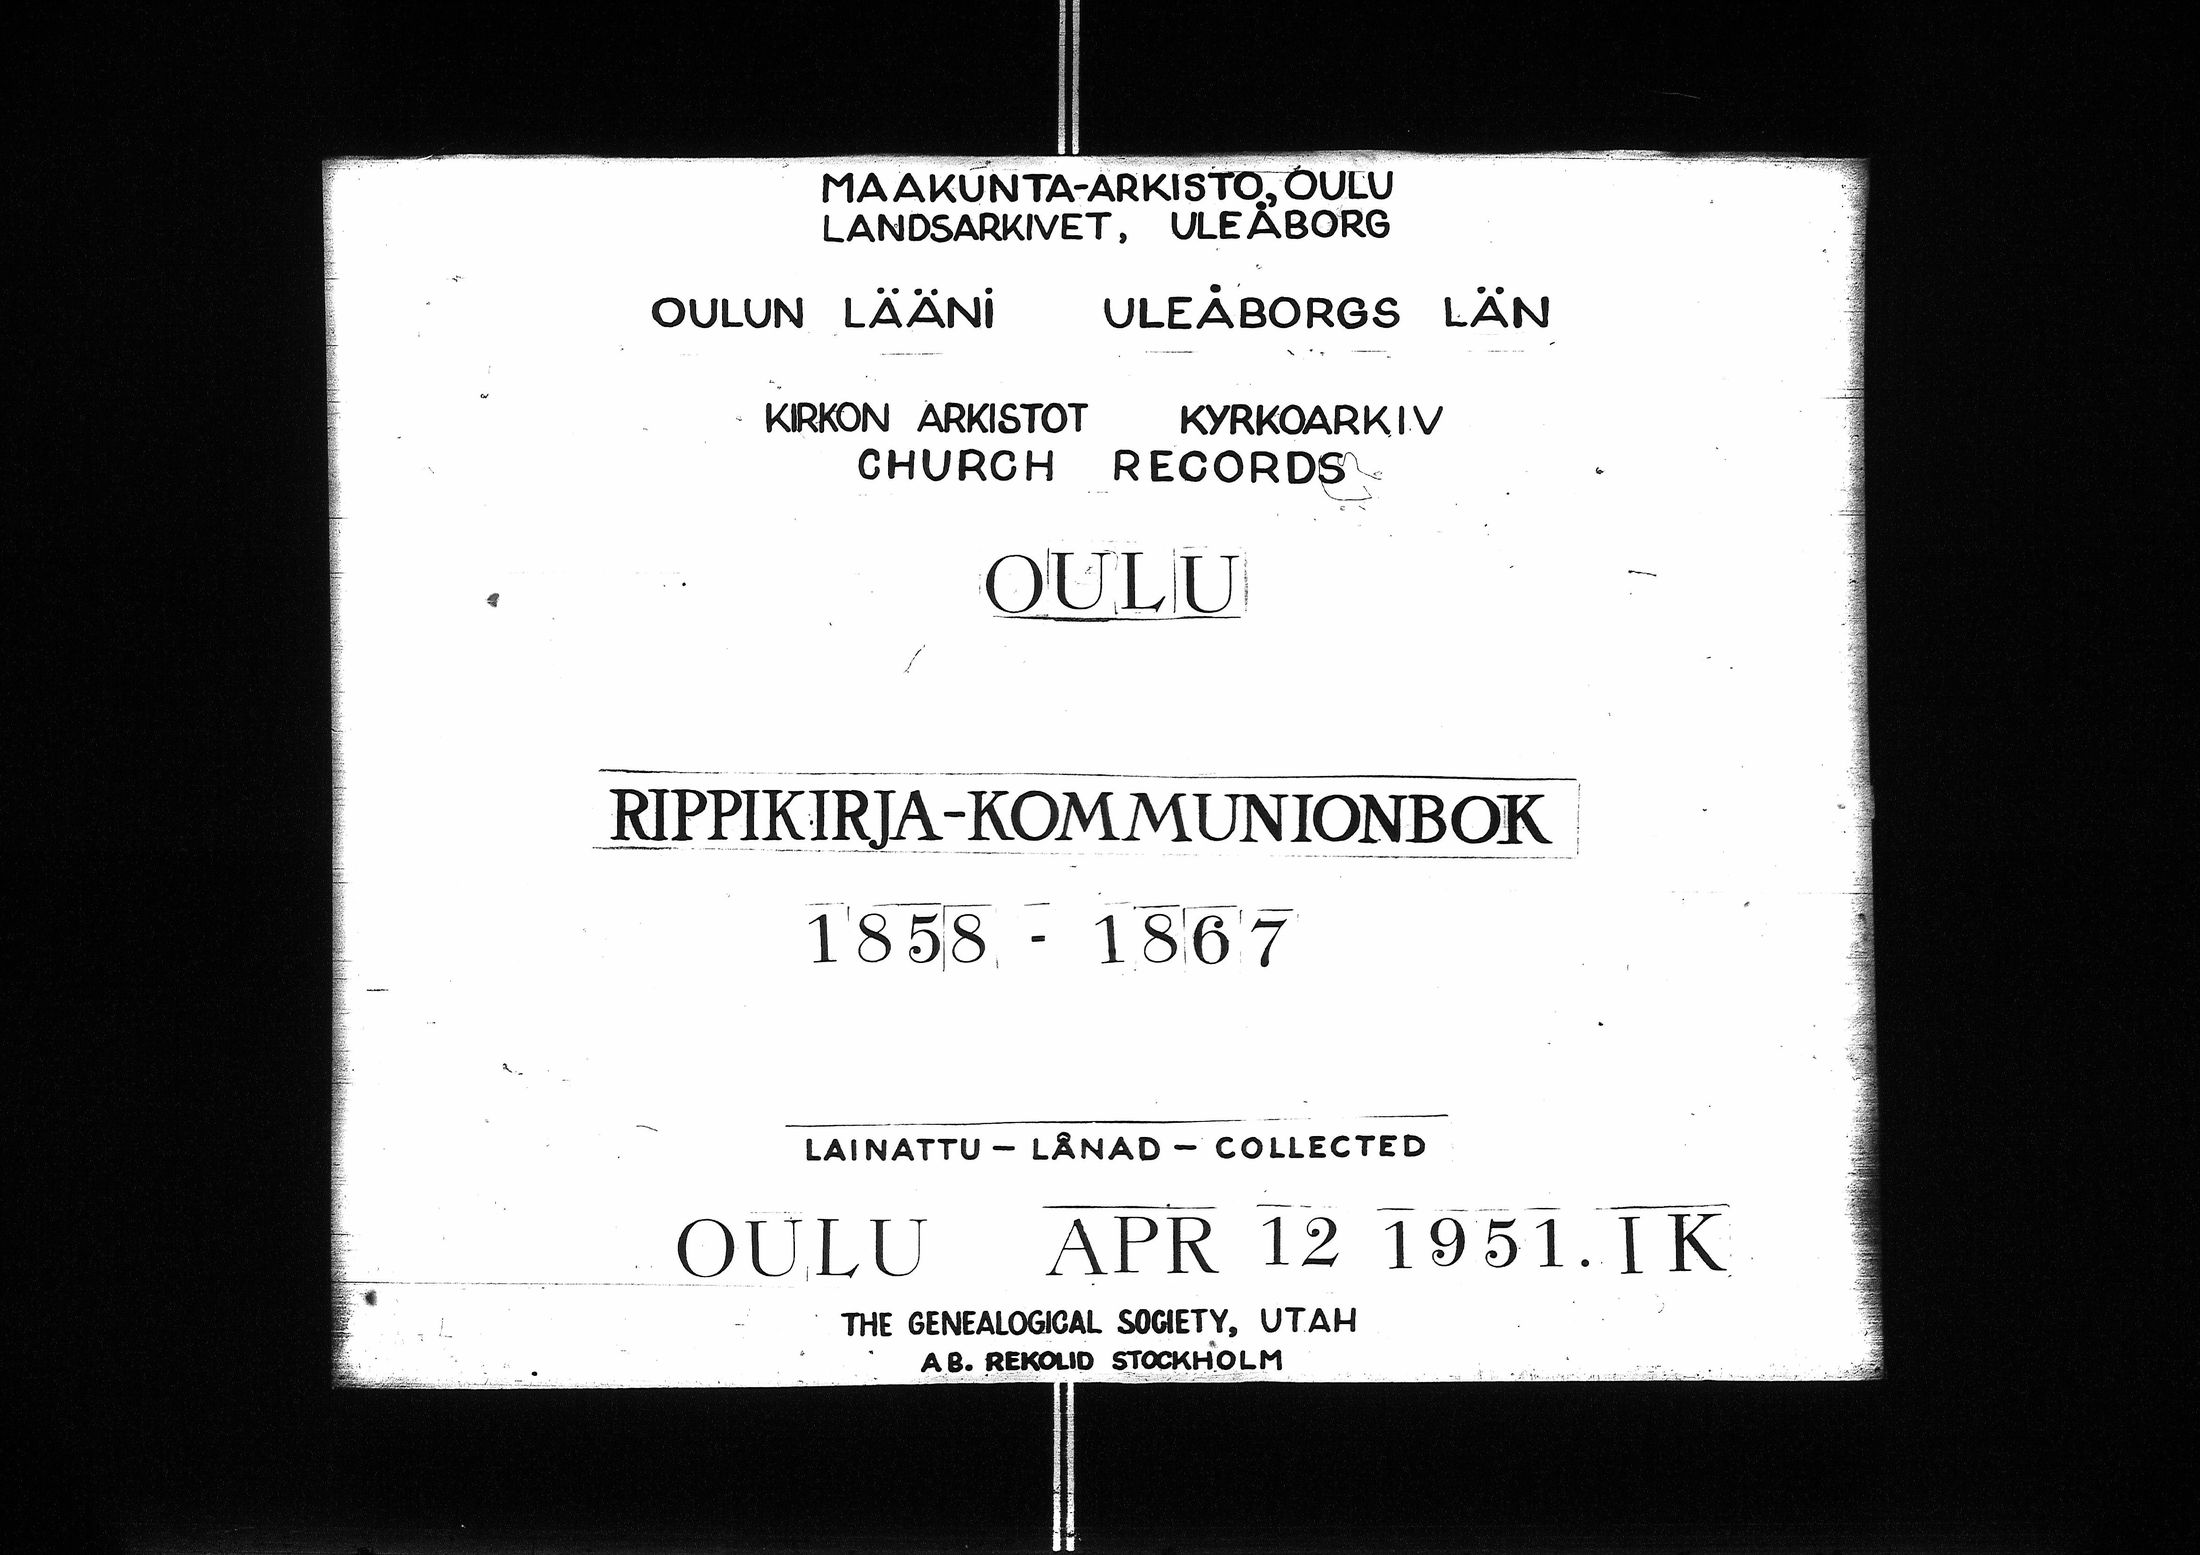 MAAKUNTA-ARKISTO, OULU
LANDSARKIVET, ULEÅBORG
OULUN LÄÄNI ULEÅBORGS LÄN
KIRKON ARKISTOT KYRKOARKIV
CHURCH RECORDS
OULU
RIPPIKIRJA-KOMMUNIONBOK
1858 - 1867
LAINATTU - LÅNAD - COLLECTED
OULU APR 12 1951. IK
THE GENEALOGICAL SOCIETY, UTAH
AB. REKOLID STOCKHOLM